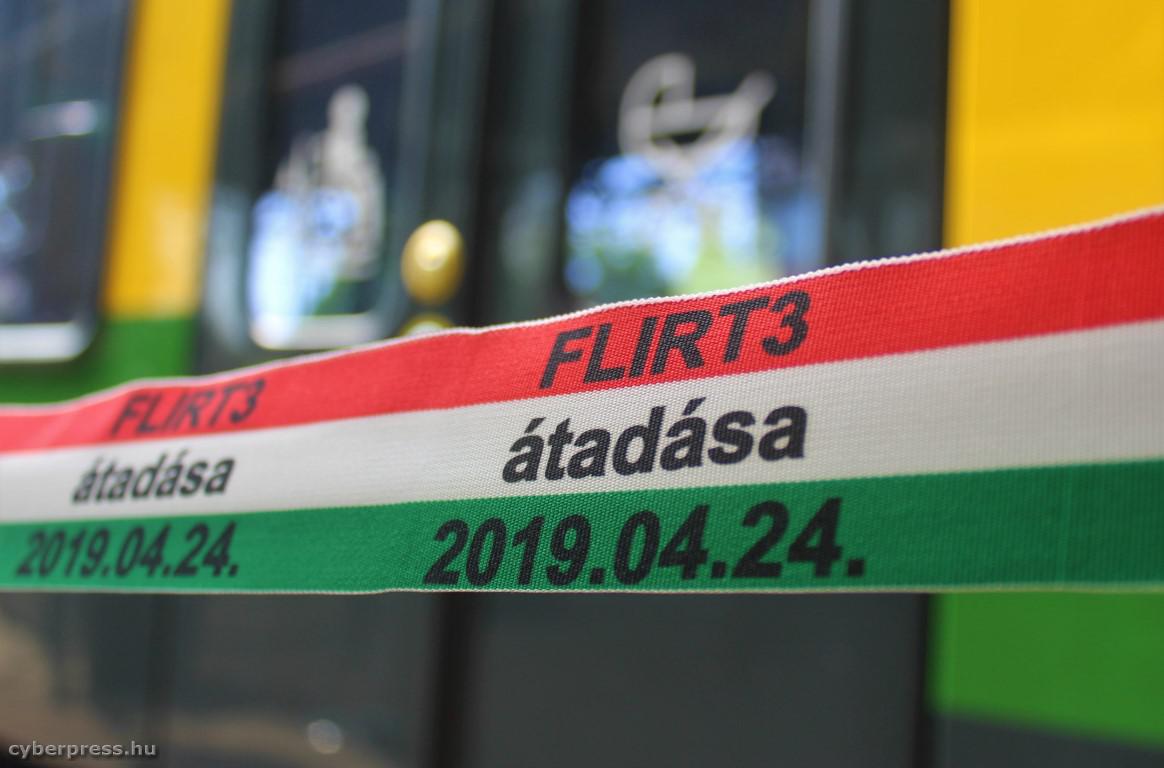 FLIRT3
átadása
2019.04.24.
FLIRT3
átadása
2019.04.24.
cyberpress.hu